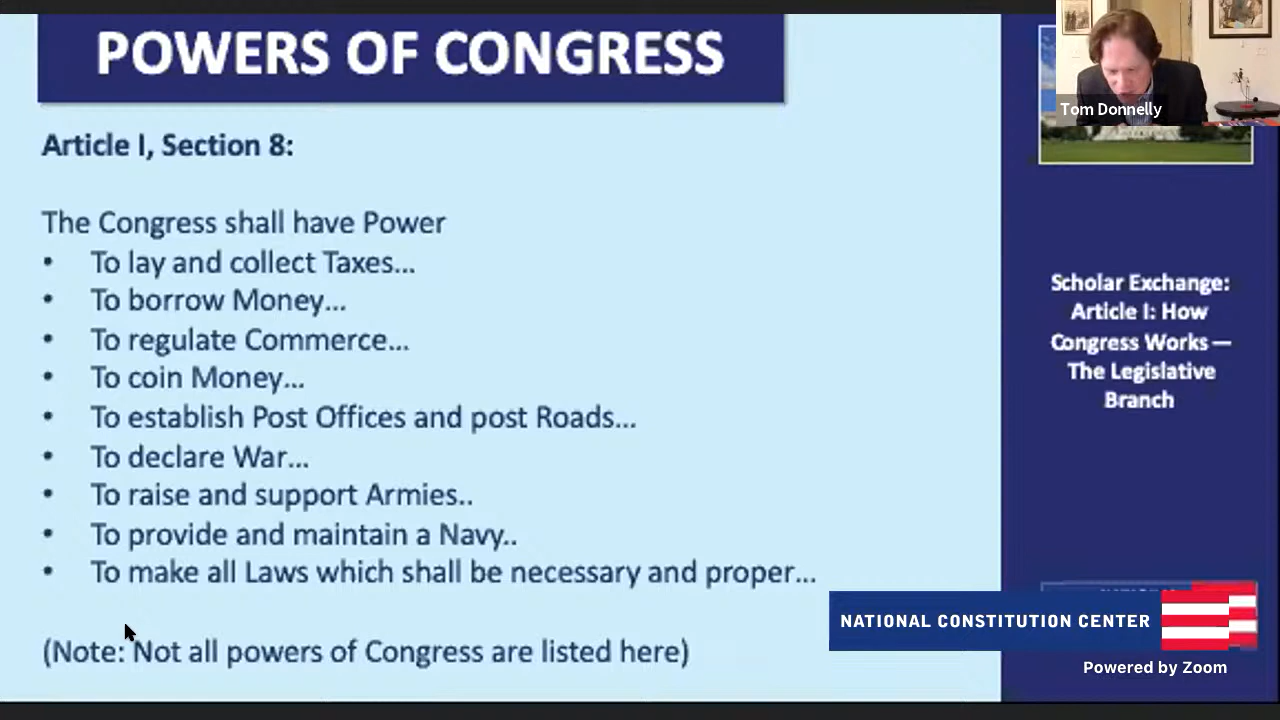 POWERS OF CONGRESS
Article I, Section 8:
The Congress shall have Power
• To lay and collect Taxes...
• To borrow Money...
• To regulate Commerce...
• To coin Money...
• To establish Post Offices and post Roads...
• To declare War...
• To raise and support Armies..
• To provide and maintain a Navy..
• To make all Laws which shall be necessary and proper...
(Note: Not all powers of Congress are listed here)
Tom Donnelly
Scholar Exchange:
Article I: How
Congress Works —
The Legislative
Branch
NATIONAL CONSTITUTION CENTER
Powered by Zoom